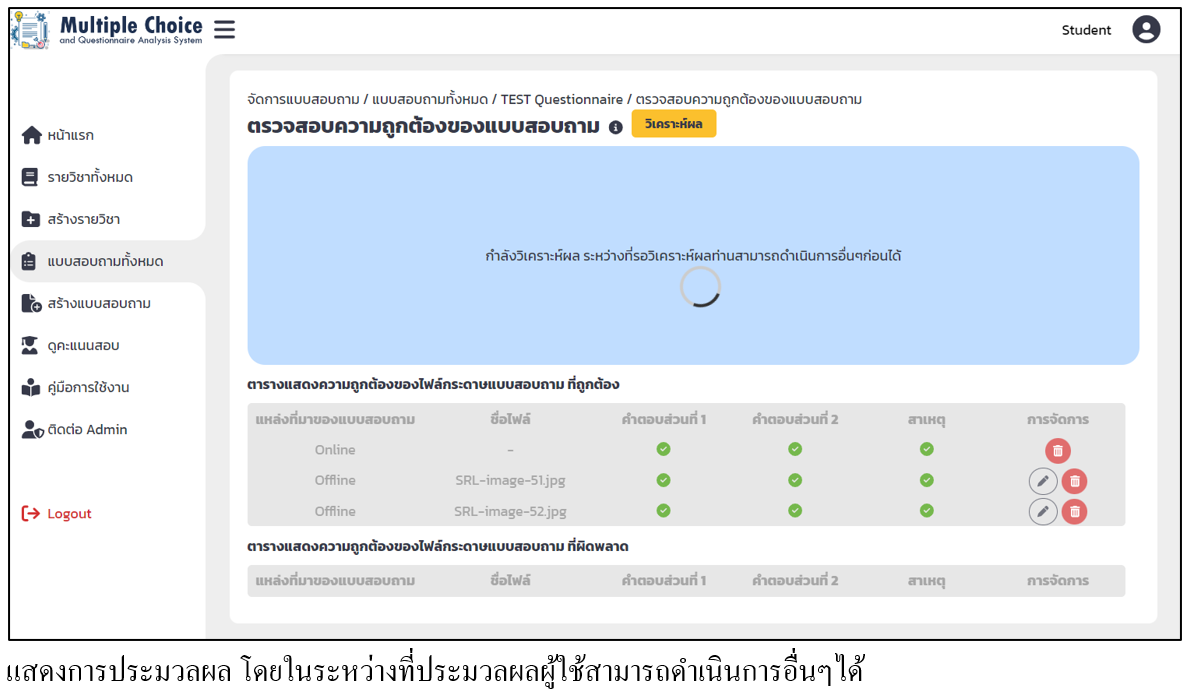 Multiple Choice
and Questionnaire Analysis System
Student
จัดการแบบสอบถาม / แบบสอบถามทั้งหมด / TEST Questionnaire / ตรวจสอบความถูกต้องของแบบสอบถาม
ตรวจสอบความถูกต้องของแบบสอบถาม วิเคราะห์ผล
หน้าแรก
รายวิชาทั้งหมด
สร้างรายวิชา
แบบสอบถามทั้งหมด
สร้างแบบสอบถาม
ดูคะแนนสอบ
คู่มือการใช้งาน
ติดต่อ Admin
Logout
กำลังวิเคราะห์ผล ระหว่างที่รอวิเคราะห์ผลท่านสามารถดำเนินการอื่นๆก่อนได้
ตารางแสดงความถูกต้องของไฟล์กระดาษแบบสอบถาม ที่ถูกต้อง
แหล่งที่มาของแบบสอบถาม ชื่อไฟล์ คำตอบส่วนที่ 1 คำตอบส่วนที่ 2 สาเหตุ การจัดการ
Online -
Offline SRL-image-51.jpg
Offline SRL-image-52.jpg
ตารางแสดงความถูกต้องของไฟล์กระดาษแบบสอบถาม ที่ผิดพลาด
แหล่งที่มาของแบบสอบถาม ชื่อไฟล์ คำตอบส่วนที่ 1 คำตอบส่วนที่ 2 สาเหตุ การจัดการ
แสดงการประมวลผล โดยในระหว่างที่ประมวลผลผู้ใช้สามารถดำเนินการอื่นๆได้